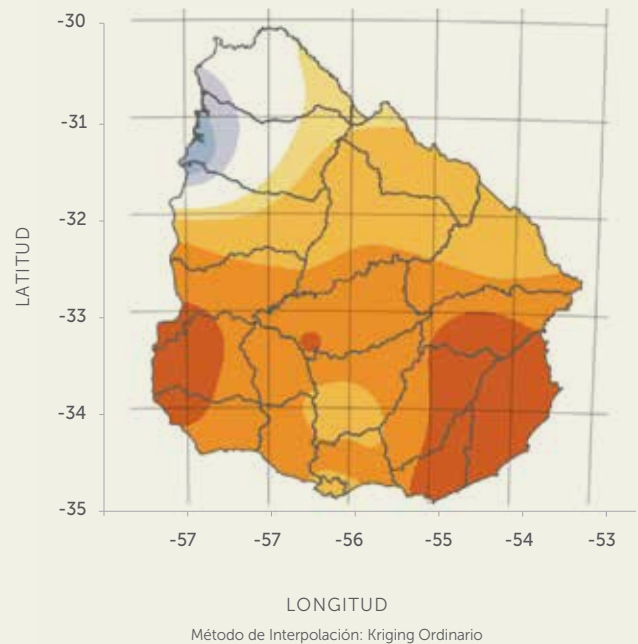 -30
-31
-32
-33
-34
-35
LATITUD
-57 -57 -56 -55 -54 -53
LONGITUD
Método de Interpolación: Kriging Ordinario